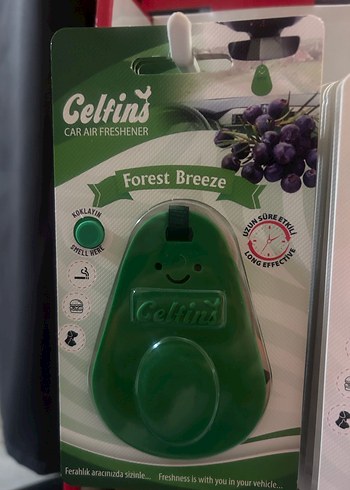 Celfins
CAR AIR FRESHENER
Forest Breeze
KOKLAYIN
SMELL HERE
UZUN SÜRE ETKİLİ
LONG EFFECTIVE
Celfins
Ferahlık aracınızda sizinle... Freshness is with you in your vehicle...